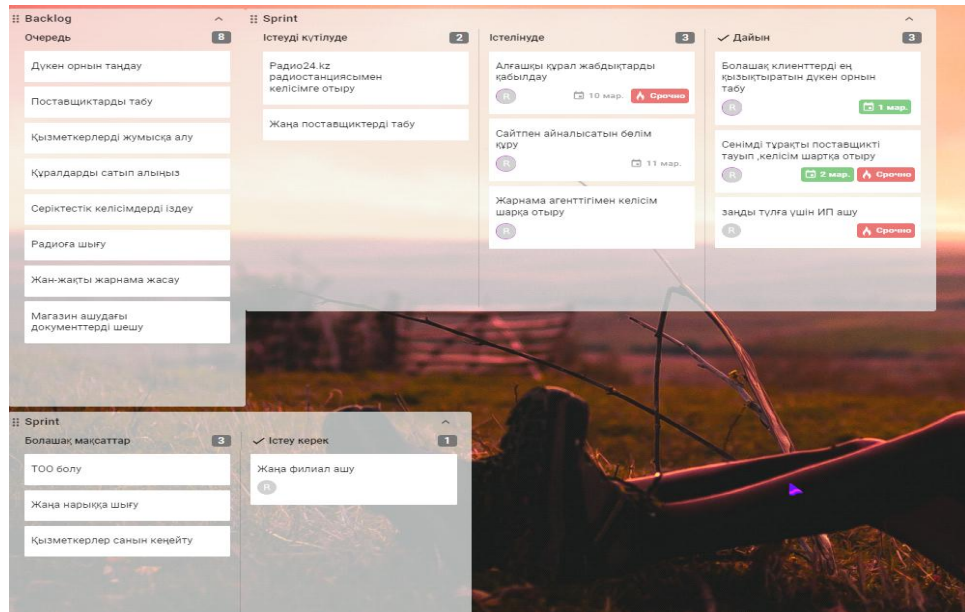 Backlog
Очередь 8
Дүкен орнын таңдау
Поставщиктарды табу
Қызметкерлерді жұмысқа алу
Құралдарды сатып алыңыз
Серіктестік келісімдерді іздеу
Радиоға шығу
Жан-жақты жарнама жасау
Магазин ашудағы
документтерді шешу
Sprint
Істеуді күтілуде 2
Радио24.kz
радиостанциясымен
келісімге отыру
Жаңа поставщиктерді табу
Істелінуде 3
Алғашқы құрал жабдықтарды
қабылдау
R 10 мар. Срочно
Сайтпен айналысатын бөлім
құру
R 11 мар.
Жарнама агенттігімен келісім
шарқа отыру
R
Дайын 3
Болашақ клиенттерді ең
қызықтыратын дүкен орнын
табу
R 1 мар.
Сенімді тұрақты поставщикті
тауып ,келісім шартқа отыру
R 2 мар. Срочно
заңды тұлға үшін ИП ашу
R Срочно
Sprint
Болашақ мақсаттар 3
ТОО болу
Жаңа нарыққа шығу
Қызметкерлер санын кеңейту
Істеу керек 1
Жаңа филиал ашу
R